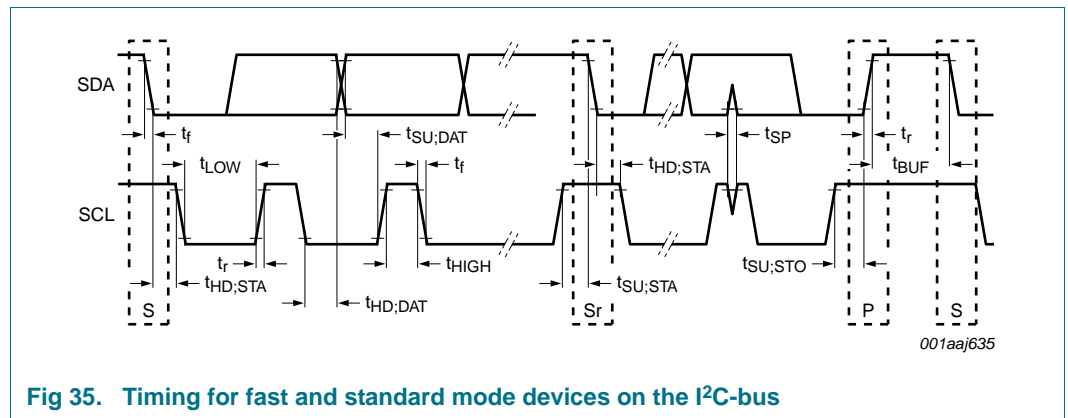 SDA
t_f
t_SU;DAT
t_SP
t_r
t_LOW
t_f
t_HD;STA
t_BUF
SCL
t_r
t_HD;STA
t_HIGH
t_SU;STA
t_SU;STO
t_HD;DAT
S
Sr
P
S
001aaj635
Fig 35. Timing for fast and standard mode devices on the I²C-bus